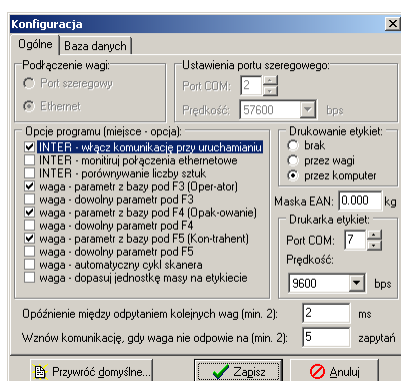 Konfiguracja
Ogólne Baza danych
Podłączenie wagi:
Port szeregowy
Ethernet
Ustawienia portu szeregowego:
Port COM: 2
Prędkość: 57600 bps
Opcje programu (miejsce - opcja):
INTER - włącz komunikację przy uruchamianiu
INTER - monitiruj połączenia ethernetowe
INTER - porównywanie liczby sztuk
waga - parametr z bazy pod F3 (Oper-ator)
waga - dowolny parametr pod F3
waga - parametr z bazy pod F4 (Opak-owanie)
waga - dowolny parametr pod F4
waga - parametr z bazy pod F5 (Kon-trahent)
waga - dowolny parametr pod F5
waga - automatyczny cykl skanera
waga - dopasuj jednostkę masy na etykiecie
Drukowanie etykiet:
brak
przez wagi
przez komputer
Maska EAN: 0.000 kg
Drukarka etykiet:
Port COM: 7
Prędkość:
9600 bps
Opóźnienie między odpytaniem kolejnych wag (min. 2): 2 ms
Wznów komunikację, gdy waga nie odpowie na (min. 2): 5 zapytań
Przywróć domyślne... Zapisz Anuluj